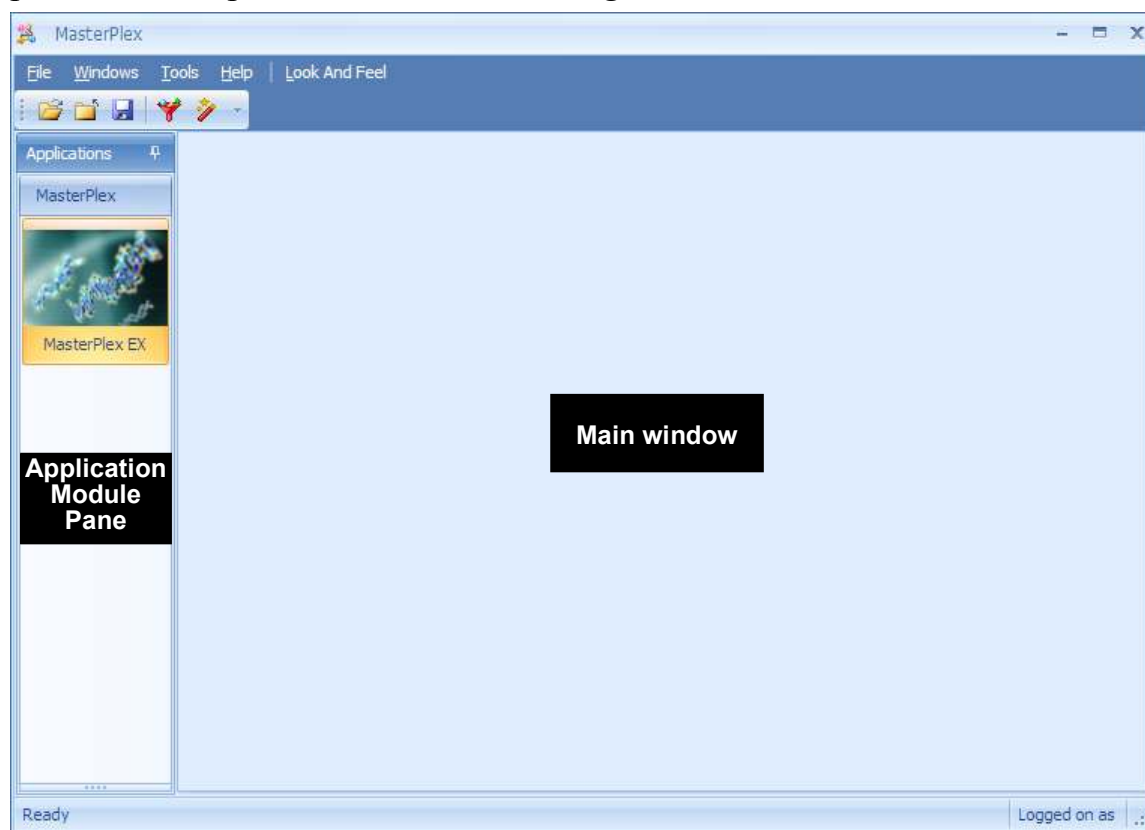 MasterPlex
File Windows Tools Help Look And Feel
Applications
MasterPlex
MasterPlex EX
Main window
Application
Module
Pane
Ready
Logged on as